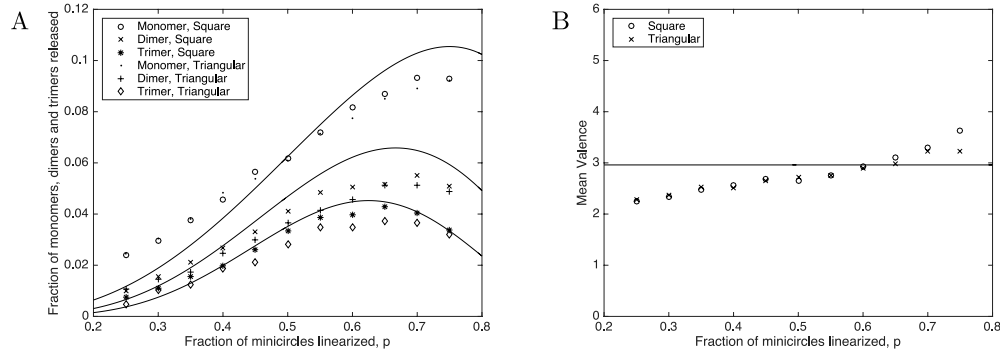 A
Fraction of monomers, dimers and trimers released
0.12
0.1
0.08
0.06
0.04
0.02
0
Monomer, Square
Dimer, Square
Trimer, Square
Monomer, Triangular
Dimer, Triangular
Trimer, Triangular
0.2 0.3 0.4 0.5 0.6 0.7 0.8
Fraction of minicircles linearized, p
B
Mean Valence
6
5
4
3
2
1
0
Square
Triangular
0.2 0.3 0.4 0.5 0.6 0.7 0.8
Fraction of minicircles linearized, p